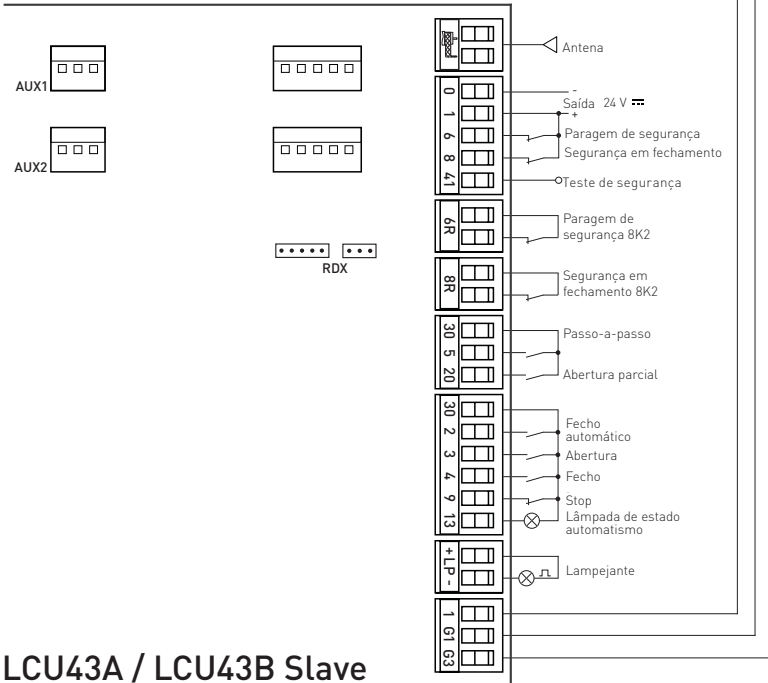 Antena
AUX1
0
-
Saída 24 V
1
+
6
Paragem de segurança
8
Segurança em fechamento
41
Teste de segurança
AUX2
6R
Paragem de
segurança 8K2
RDX
8R
Segurança em
fechamento 8K2
30
Passo-a-passo
5
20
Abertura parcial
30
2
Fecho
automático
3
Abertura
4
Fecho
9
Stop
13
Lâmpada de estado
automatismo
+ LP -
Lampejante
1
G1
G3
LCU43A / LCU43B Slave